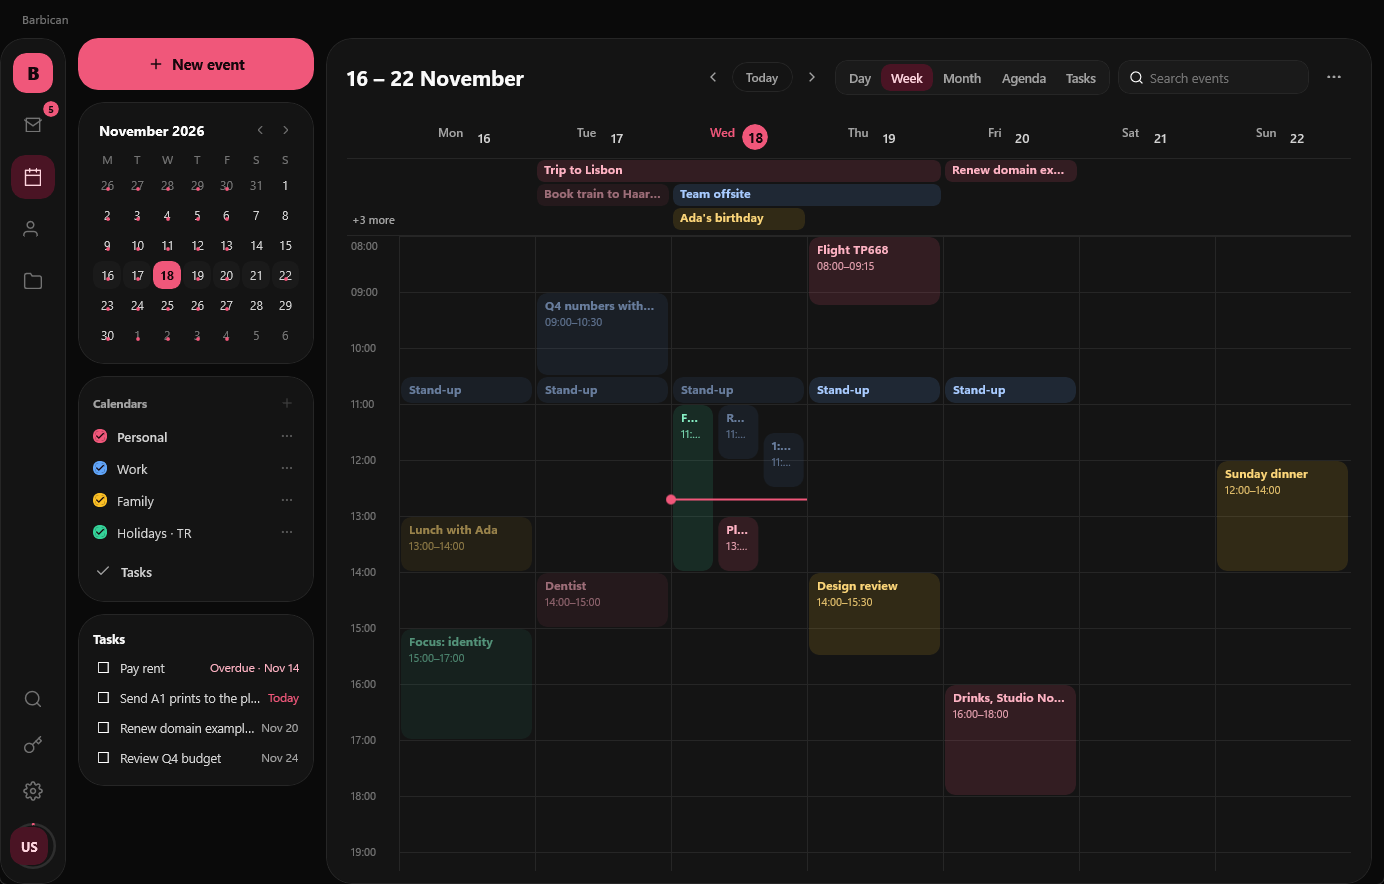 Barbican
B
5
US
+ New event
November 2026
M T W T F S S
26 27 28 29 30 31 1
2 3 4 5 6 7 8
9 10 11 12 13 14 15
16 17 18 19 20 21 22
23 24 25 26 27 28 29
30 1 2 3 4 5 6
Calendars
Personal
Work
Family
Holidays · TR
Tasks
Tasks
Pay rent Overdue · Nov 14
Send A1 prints to the pl... Today
Renew domain exampl... Nov 20
Review Q4 budget Nov 24
16 – 22 November
Today
Day Week Month Agenda Tasks
Search events
Mon 16 Tue 17 Wed 18 Thu 19 Fri 20 Sat 21 Sun 22
Trip to Lisbon
Renew domain ex...
Book train to Haar...
Team offsite
+3 more
Ada's birthday
08:00
Flight TP668
08:00–09:15
09:00
Q4 numbers with...
09:00–10:30
10:00
Stand-up Stand-up Stand-up Stand-up Stand-up
11:00
F... R...
11:... 11:...
1:...
11:...
12:00
Sunday dinner
12:00–14:00
13:00
Lunch with Ada
13:00–14:00
Pl...
13:...
14:00
Dentist
14:00–15:00
Design review
14:00–15:30
15:00
Focus: identity
15:00–17:00
16:00
Drinks, Studio No...
16:00–18:00
17:00
18:00
19:00